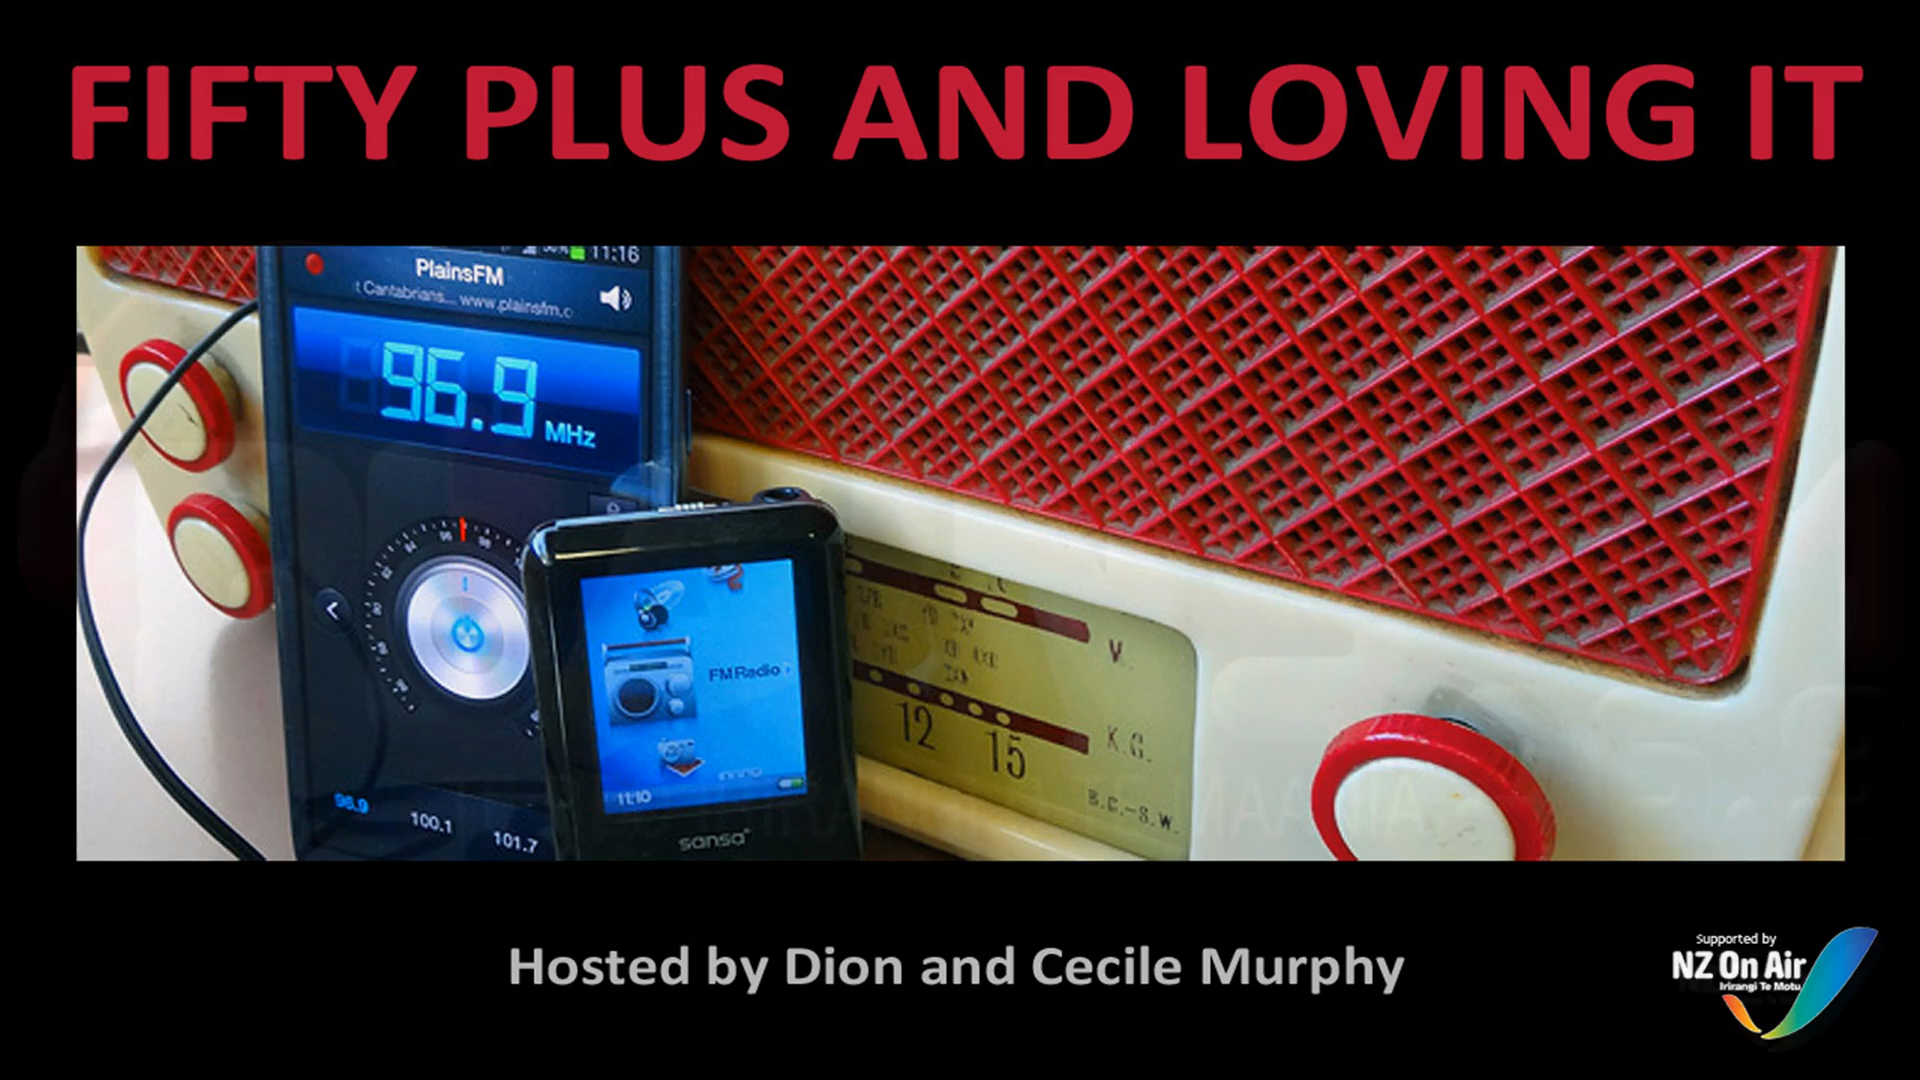 FIFTY PLUS AND LOVING IT
11:16
PlainsFM
t Cantabrians... www.plainsfm.c
96.9
MHz
FM Radio
11:10
sansa
96.9
100.1
101.7
12
15
V.
K.C.
B.C.-S.W.
Hosted by Dion and Cecile Murphy
Supported by
NZ On Air
Irirangi Te Motu